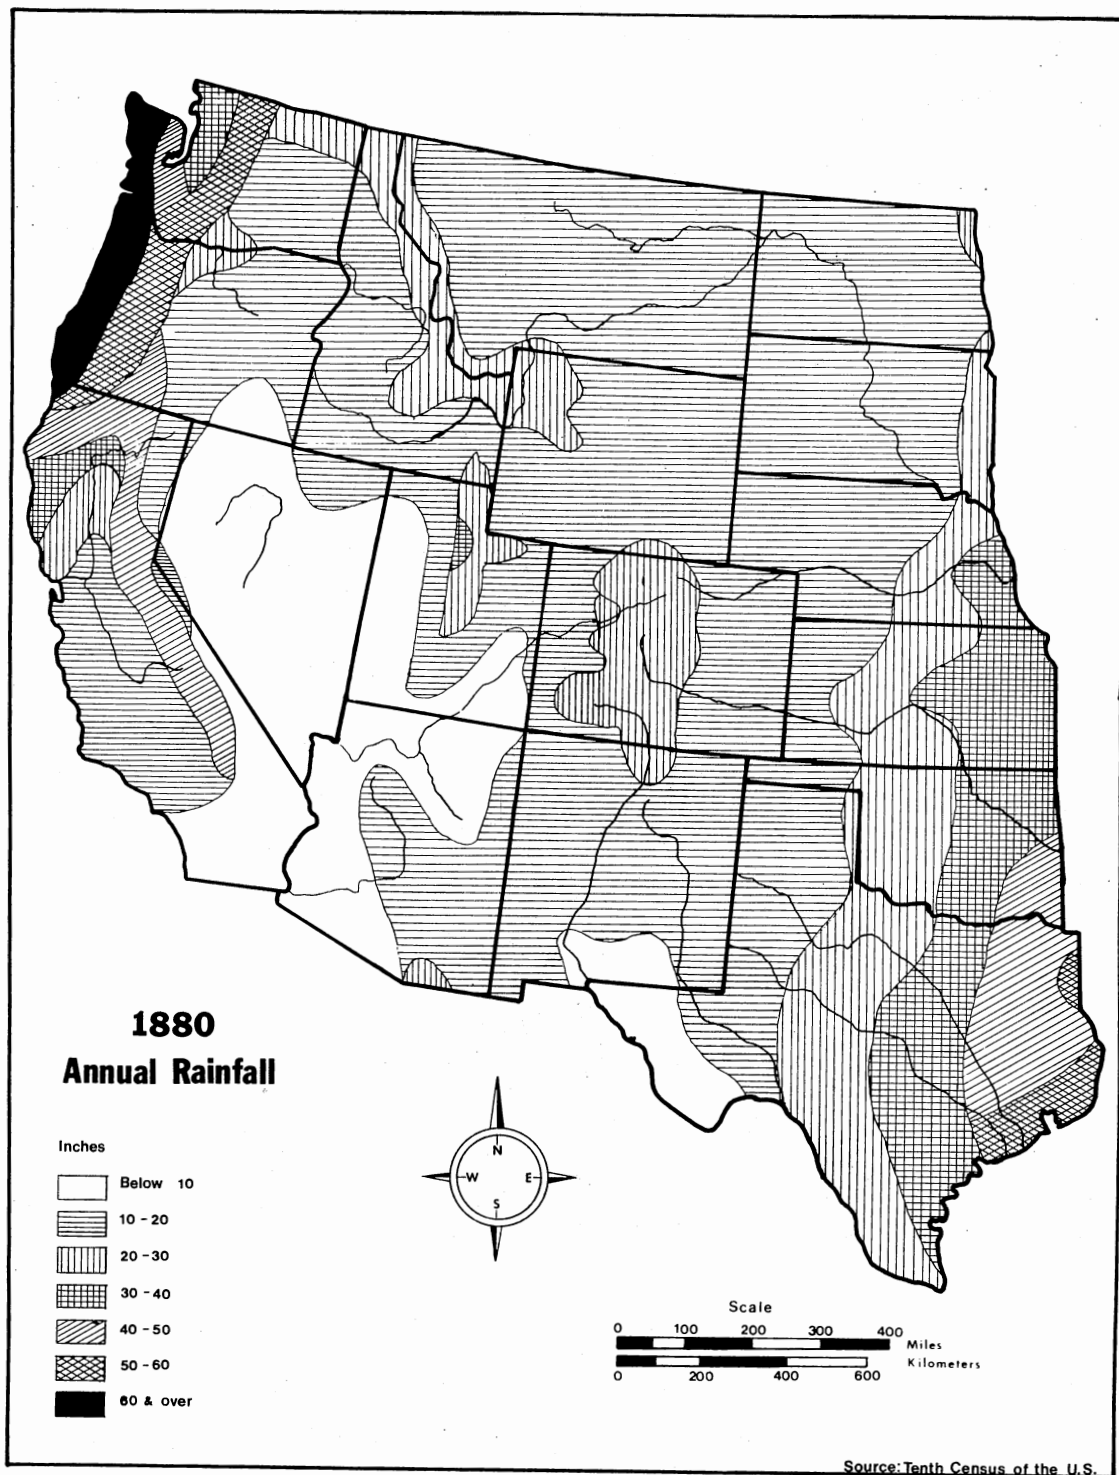 1880
Annual Rainfall
Inches
Below 10
10 - 20
20 - 30
30 - 40
40 - 50
50 - 60
60 & over
N
W E
S
Scale
0 100 200 300 400
Miles
Kilometers
0 200 400 600
Source: Tenth Census of the U.S.